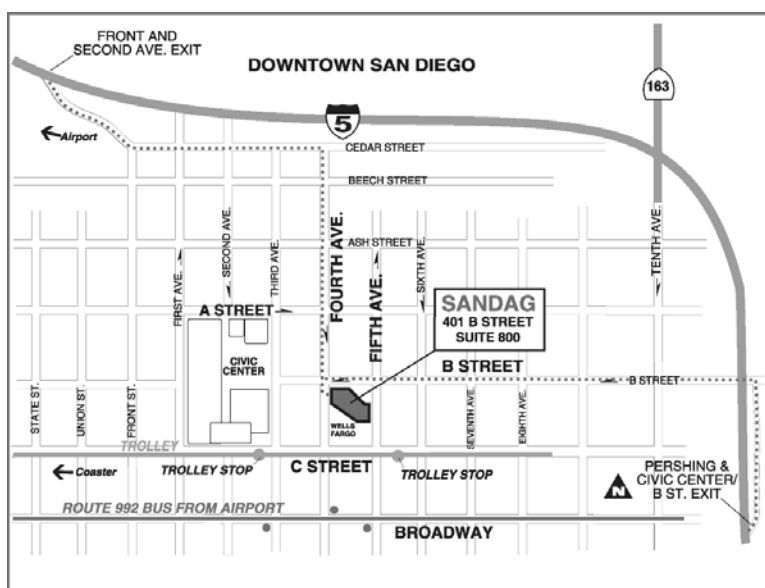 FRONT AND
SECOND AVE. EXIT
DOWNTOWN SAN DIEGO
163
5
Airport
CEDAR STREET
BEECH STREET
FIRST AVE.
SECOND AVE.
THIRD AVE.
FOURTH AVE.
ASH STREET
FIFTH AVE.
SIXTH AVE.
TENTH AVE.
A STREET
SANDAG
401 B STREET
SUITE 800
CIVIC
CENTER
B STREET
B STREET
STATE ST.
UNION ST.
FRONT ST.
WELLS
FARGO
SEVENTH AVE.
EIGHTH AVE.
TROLLEY
Coaster
TROLLEY STOP
C STREET
TROLLEY STOP
PERSHING &
CIVIC CENTER/
B ST. EXIT
N
ROUTE 992 BUS FROM AIRPORT
BROADWAY